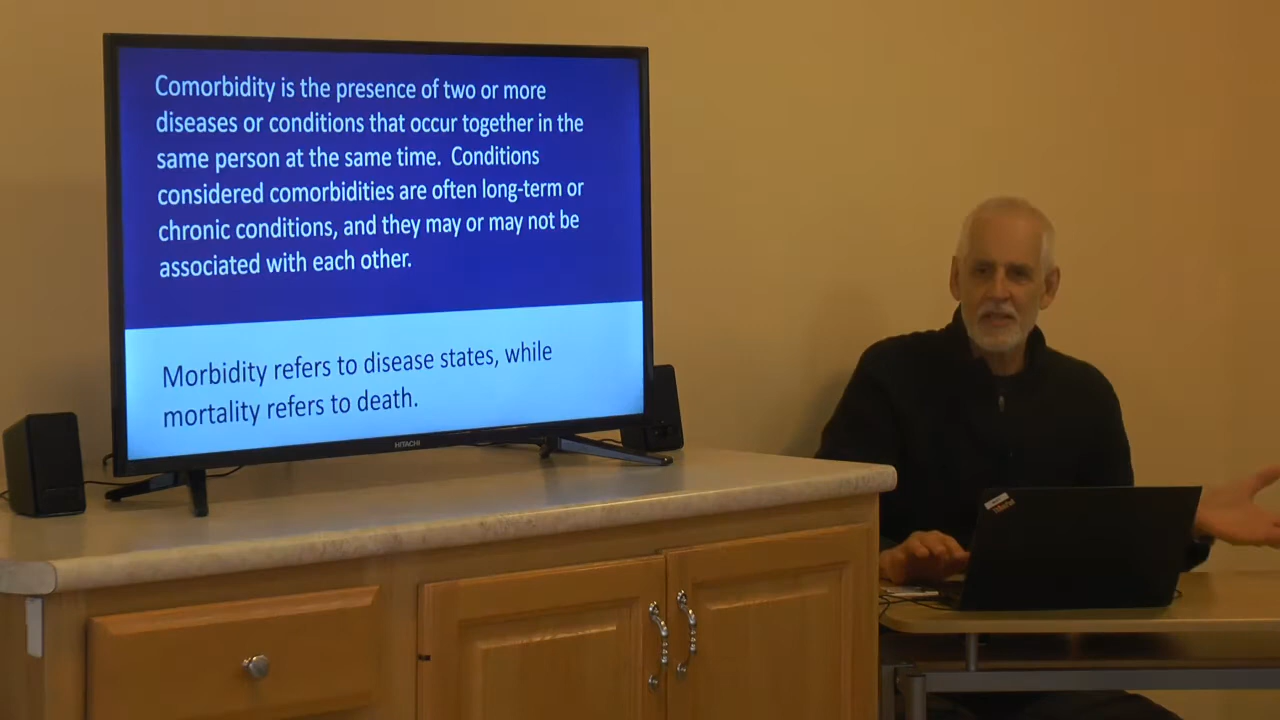 Comorbidity is the presence of two or more
diseases or conditions that occur together in the
same person at the same time.  Conditions
considered comorbidities are often long-term or
chronic conditions, and they may or may not be
associated with each other.
Morbidity refers to disease states, while
mortality refers to death.
HITACHI